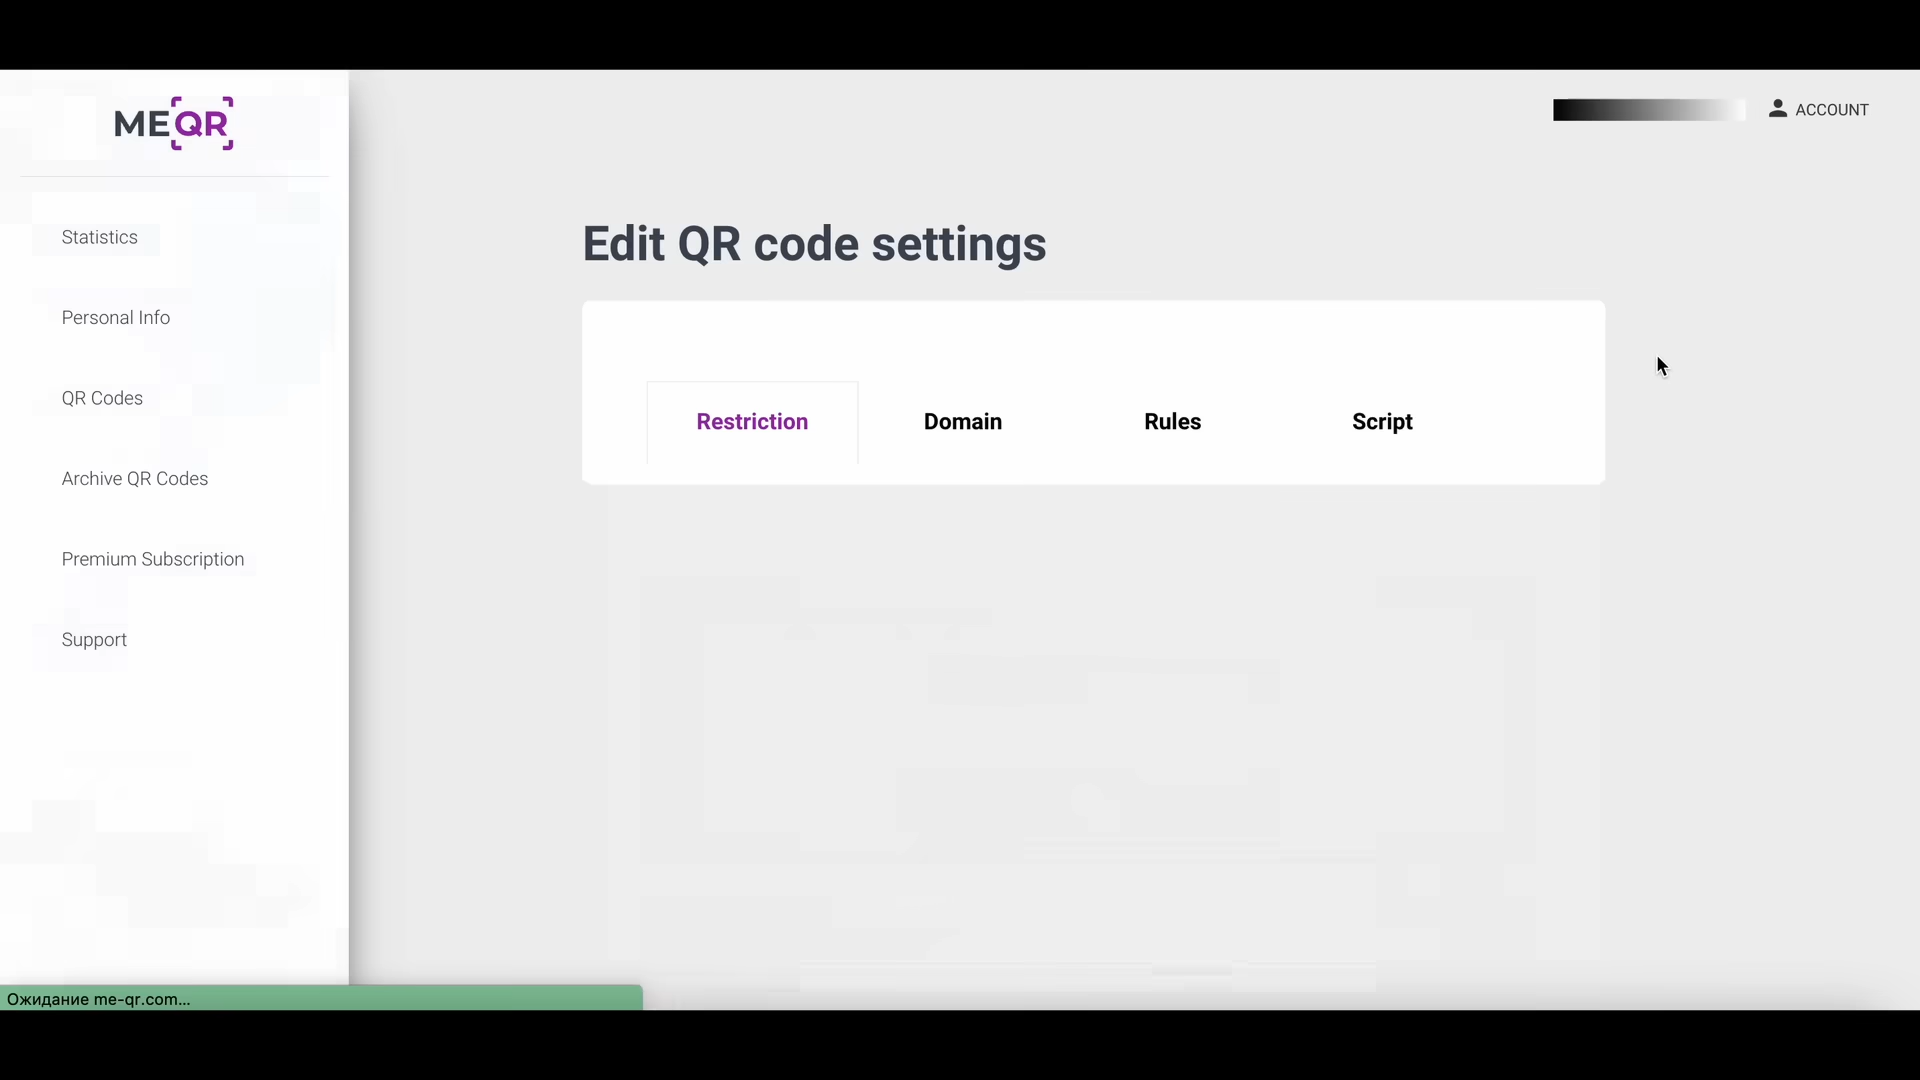 MEQR
ACCOUNT
Statistics
Personal Info
QR Codes
Archive QR Codes
Premium Subscription
Support
Edit QR code settings
Restriction
Domain
Rules
Script
Ожидание me-qr.com...